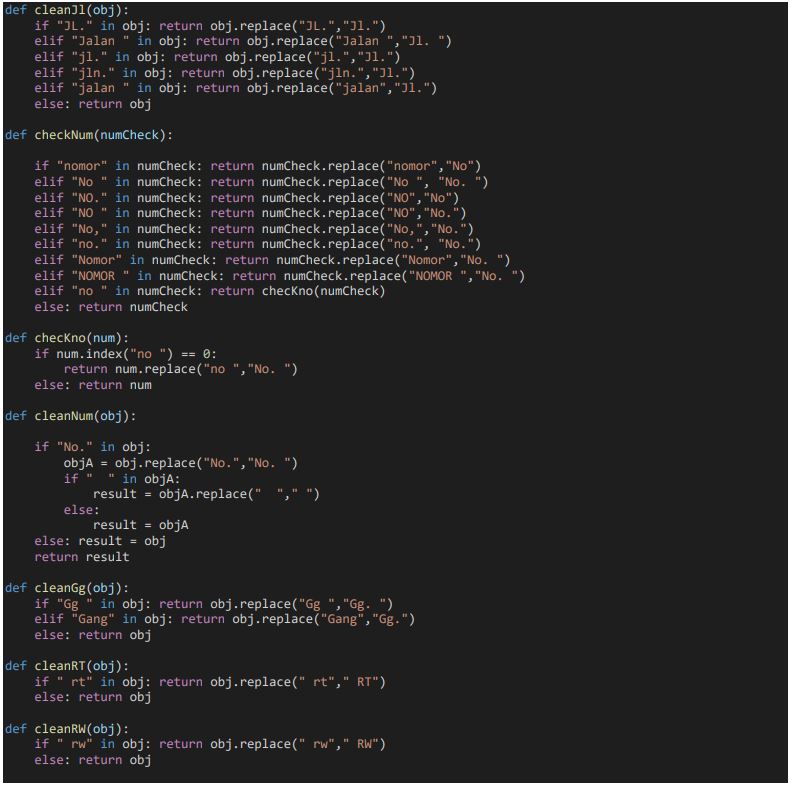 def cleanJl(obj):
    if "JL." in obj: return obj.replace("JL.","Jl.")
    elif "Jalan " in obj: return obj.replace("Jalan ","Jl. ")
    elif "jl." in obj: return obj.replace("jl.","Jl.")
    elif "jln." in obj: return obj.replace("jln.","Jl.")
    elif "jalan " in obj: return obj.replace("jalan","Jl.")
    else: return obj

def checkNum(numCheck):

    if "nomor" in numCheck: return numCheck.replace("nomor","No")
    elif "No " in numCheck: return numCheck.replace("No ", "No. ")
    elif "NO." in numCheck: return numCheck.replace("NO","No")
    elif "NO " in numCheck: return numCheck.replace("NO","No.")
    elif "No," in numCheck: return numCheck.replace("No,","No.")
    elif "no." in numCheck: return numCheck.replace("no.", "No.")
    elif "Nomor" in numCheck: return numCheck.replace("Nomor","No. ")
    elif "NOMOR " in numCheck: return numCheck.replace("NOMOR ","No. ")
    elif "no " in numCheck: return checKno(numCheck)
    else: return numCheck

def checKno(num):
    if num.index("no ") == 0:
        return num.replace("no ","No. ")
    else: return num

def cleanNum(obj):

    if "No." in obj:
        objA = obj.replace("No.","No. ")
        if "  " in objA:
            result = objA.replace("  "," ")
        else:
            result = objA
    else: result = obj
    return result

def cleanGg(obj):
    if "Gg " in obj: return obj.replace("Gg ","Gg. ")
    elif "Gang" in obj: return obj.replace("Gang","Gg.")
    else: return obj

def cleanRT(obj):
    if " rt" in obj: return obj.replace(" rt"," RT")
    else: return obj

def cleanRW(obj):
    if " rw" in obj: return obj.replace(" rw"," RW")
    else: return obj